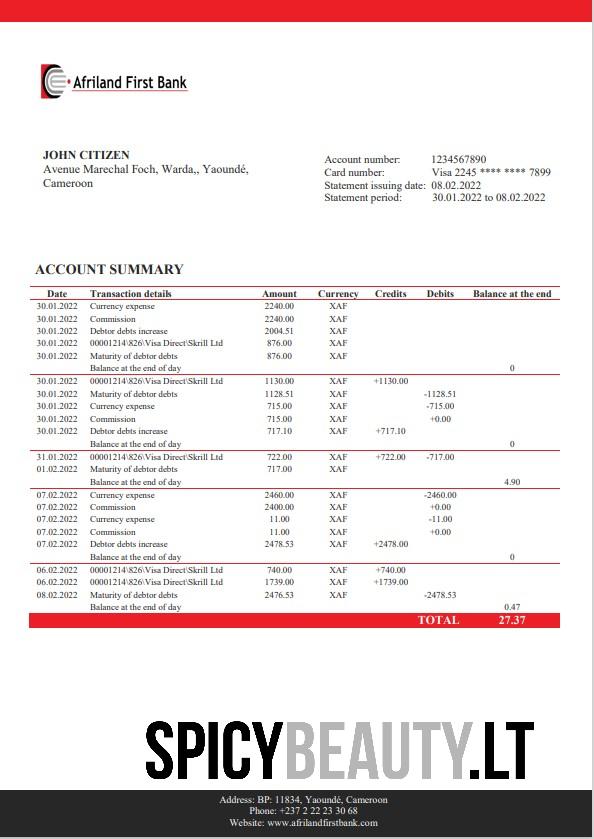 Afriland First Bank
JOHN CITIZEN
Avenue Marechal Foch, Warda,, Yaoundé,
Cameroon
Account number: 1234567890
Card number: Visa 2245 **** **** 7899
Statement issuing date: 08.02.2022
Statement period: 30.01.2022 to 08.02.2022
ACCOUNT SUMMARY
Date Transaction details Amount Currency Credits Debits Balance at the end
30.01.2022 Currency expense 2240.00 XAF
30.01.2022 Commission 2240.00 XAF
30.01.2022 Debtor debts increase 2004.51 XAF
30.01.2022 00001214\826\Visa Direct\Skrill Ltd 876.00 XAF
30.01.2022 Maturity of debtor debts 876.00 XAF
Balance at the end of day 0
30.01.2022 00001214\826\Visa Direct\Skrill Ltd 1130.00 XAF +1130.00
30.01.2022 Maturity of debtor debts 1128.51 XAF -1128.51
30.01.2022 Currency expense 715.00 XAF -715.00
30.01.2022 Commission 715.00 XAF +0.00
30.01.2022 Debtor debts increase 717.10 XAF +717.10
Balance at the end of day 0
31.01.2022 00001214\826\Visa Direct\Skrill Ltd 722.00 XAF +722.00 -717.00
01.02.2022 Maturity of debtor debts 717.00 XAF
Balance at the end of day 4.90
07.02.2022 Currency expense 2460.00 XAF -2460.00
07.02.2022 Commission 2400.00 XAF +0.00
07.02.2022 Currency expense 11.00 XAF -11.00
07.02.2022 Commission 11.00 XAF +0.00
07.02.2022 Debtor debts increase 2478.53 XAF +2478.00
Balance at the end of day 0
06.02.2022 00001214\826\Visa Direct\Skrill Ltd 740.00 XAF +740.00
06.02.2022 00001214\826\Visa Direct\Skrill Ltd 1739.00 XAF +1739.00
08.02.2022 Maturity of debtor debts 2476.53 XAF -2478.53
Balance at the end of day 0.47
TOTAL 27.37
SPICYBEAUTY.LT
Address: BP: 11834, Yaoundé, Cameroon
Phone: +237 2 22 23 30 68
Website: www.afrilandfirstbank.com